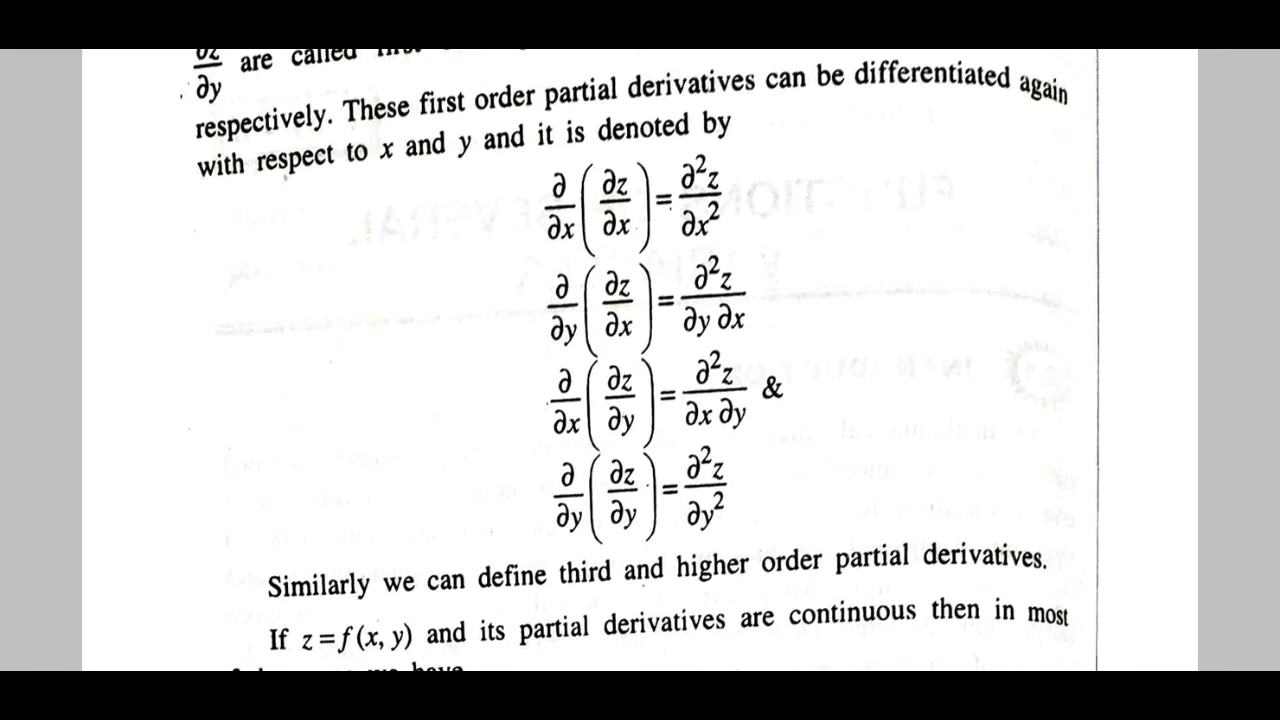 ∂z/∂y are called
respectively. These first order partial derivatives can be differentiated again
with respect to x and y and it is denoted by
∂/∂x (∂z/∂x) = ∂²z/∂x²
∂/∂y (∂z/∂x) = ∂²z/∂y ∂x
∂/∂x (∂z/∂y) = ∂²z/∂x ∂y &
∂/∂y (∂z/∂y) = ∂²z/∂y²
Similarly we can define third and higher order partial derivatives.
If z = f (x, y) and its partial derivatives are continuous then in most
have